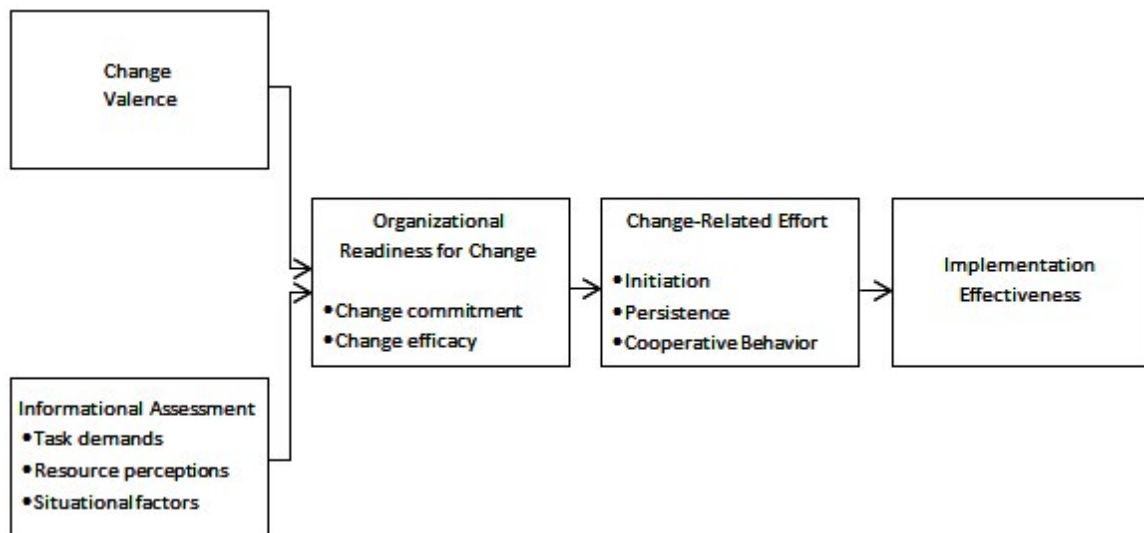 Change
Valence
Organizational
Readiness for Change
•Change commitment
•Change efficacy
Change-Related Effort
•Initiation
•Persistence
•Cooperative Behavior
Implementation
Effectiveness
Informational Assessment
•Task demands
•Resource perceptions
•Situational factors